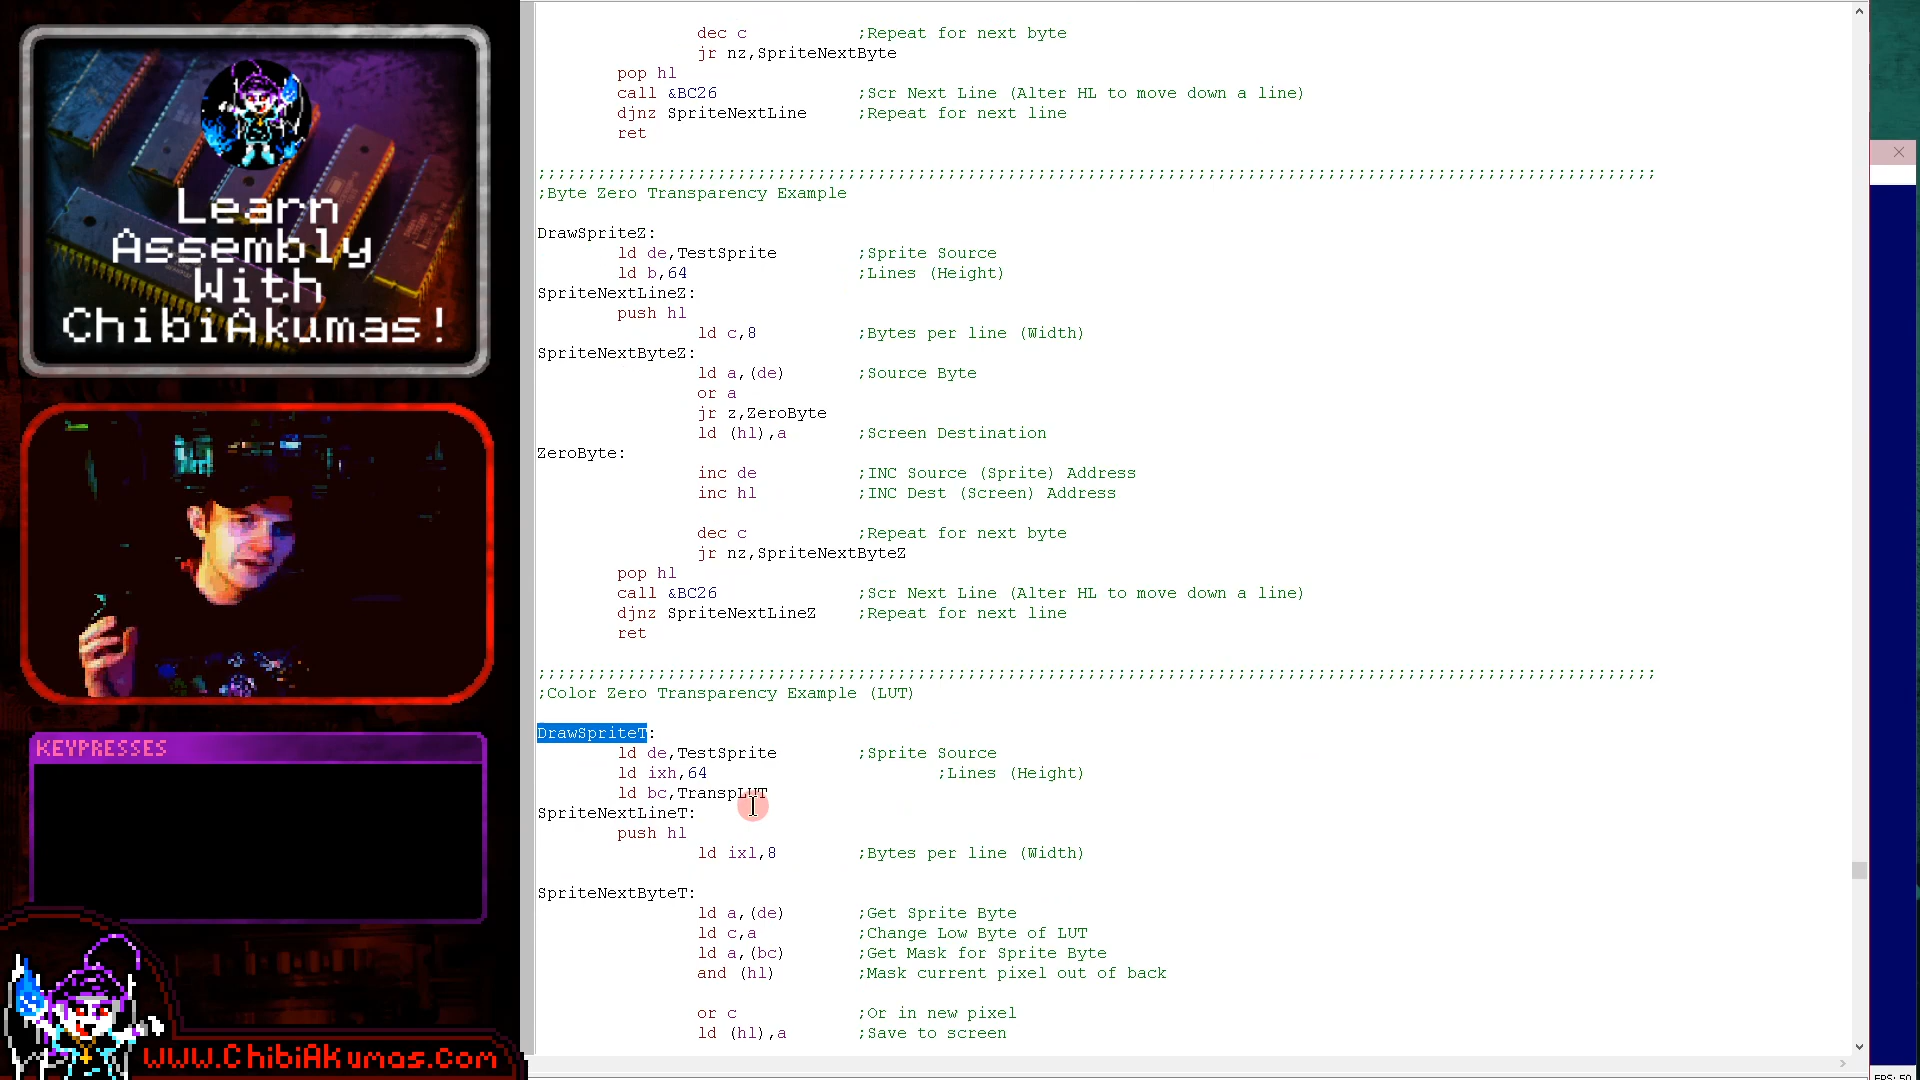 Learn
Assembly
With
ChibiAkumas!
KEYPRESSES
www.ChibiAkumas.com
dec c ;Repeat for next byte
jr nz,SpriteNextByte
pop hl
call &BC26 ;Scr Next Line (Alter HL to move down a line)
djnz SpriteNextLine ;Repeat for next line
ret
;;;;;;;;;;;;;;;;;;;;;;;;;;;;;;;;;;;;;;;;;;;;;;;;;;;;;;;;;;;;;;;;;;;;;;;;;;;;;;;;;;;;;;;;;;;;;;;;;;;;;;;;;;;;;;;;
;Byte Zero Transparency Example
DrawSpriteZ:
ld de,TestSprite ;Sprite Source
ld b,64 ;Lines (Height)
SpriteNextLineZ:
push hl
ld c,8 ;Bytes per line (Width)
SpriteNextByteZ:
ld a,(de) ;Source Byte
or a
jr z,ZeroByte
ld (hl),a ;Screen Destination
ZeroByte:
inc de ;INC Source (Sprite) Address
inc hl ;INC Dest (Screen) Address
dec c ;Repeat for next byte
jr nz,SpriteNextByteZ
pop hl
call &BC26 ;Scr Next Line (Alter HL to move down a line)
djnz SpriteNextLineZ ;Repeat for next line
ret
;;;;;;;;;;;;;;;;;;;;;;;;;;;;;;;;;;;;;;;;;;;;;;;;;;;;;;;;;;;;;;;;;;;;;;;;;;;;;;;;;;;;;;;;;;;;;;;;;;;;;;;;;;;;;;;;
;Color Zero Transparency Example (LUT)
DrawSpriteT:
ld de,TestSprite ;Sprite Source
ld ixh,64 ;Lines (Height)
ld bc,TranspLUT
SpriteNextLineT:
push hl
ld ixl,8 ;Bytes per line (Width)
SpriteNextByteT:
ld a,(de) ;Get Sprite Byte
ld c,a ;Change Low Byte of LUT
ld a,(bc) ;Get Mask for Sprite Byte
and (hl) ;Mask current pixel out of back
or c ;Or in new pixel
ld (hl),a ;Save to screen
FPS: 50